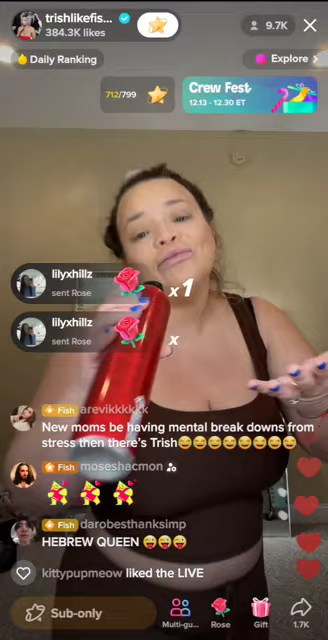 trishlikefis...
384.3K likes
9.7K
Daily Ranking
Explore
712/799
Crew Fest
12.13 - 12.30 ET
lilyxhillz
sent Rose
x1
lilyxhillz
sent Rose
x
Fish arevikkkkkk
New moms be having mental break downs from
stress then there's Trish😂😂😂😂😂😂😂😂😂
Fish moseshacmon
Fish darobesthanksimp
HEBREW QUEEN 😜😜😜
kittypupmeow liked the LIVE
Sub-only
Multi-gu...
Rose
Gift
1.7K